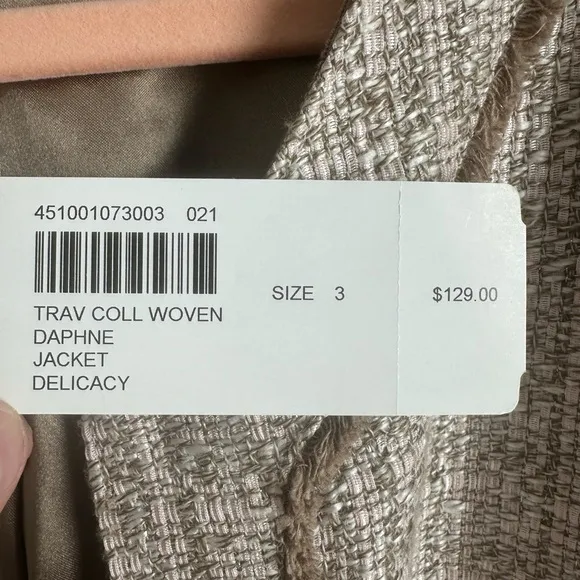 451001073003 021
TRAV COLL WOVEN
DAPHNE
JACKET
DELICACY
SIZE 3
$129.00